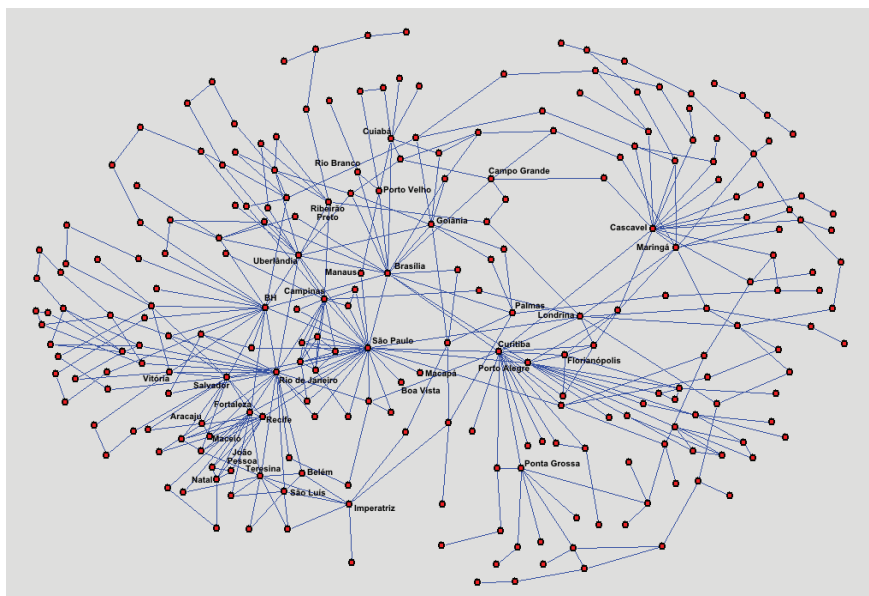 Cuiabá
Rio Branco
Campo Grande
Porto Velho
Ribeirão
Preto
Goiânia
Cascavel
Maringá
Uberlândia
Manaus
Brasília
Campinas
BH
Palmas
Londrina
São Paulo
Curitiba
Florianópolis
Porto Alegre
Macapá
Rio de Janeiro
Vitória
Salvador
Boa Vista
Fortaleza
Aracaju
Recife
Maceió
João
Pessoa
Ponta Grossa
Teresina
Belém
Natal
São Luis
Imperatriz